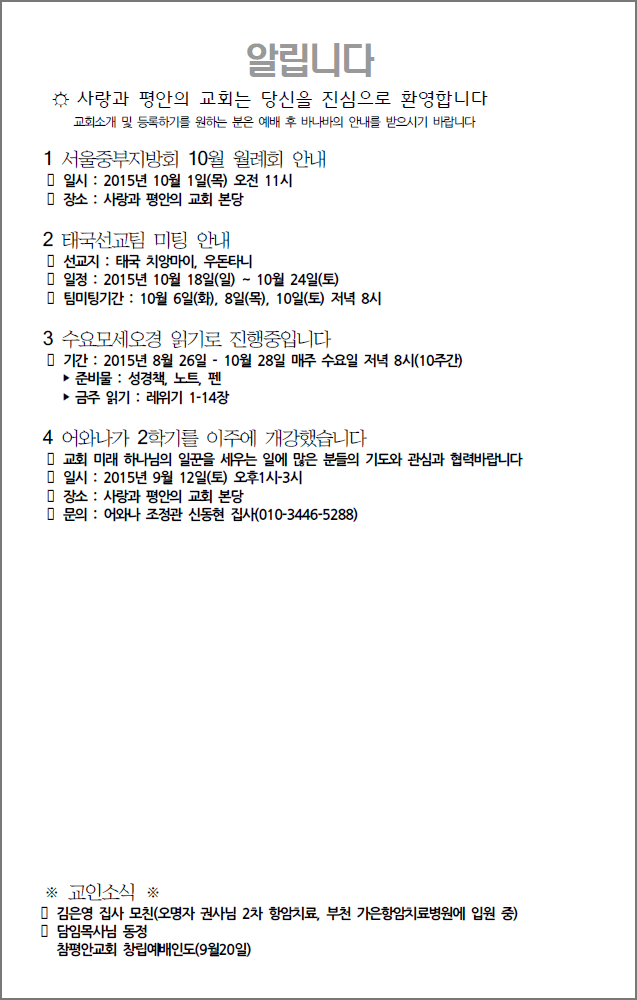 알립니다
☼ 사랑과 평안의 교회는 당신을 진심으로 환영합니다
교회소개 및 등록하기를 원하는 분은 예배 후 바나바의 안내를 받으시기 바랍니다
1 서울중부지방회 10월 월례회 안내
▯ 일시 : 2015년 10월 1일(목) 오전 11시
▯ 장소 : 사랑과 평안의 교회 본당
2 태국선교팀 미팅 안내
▯ 선교지 : 태국 치앙마이, 우돈타니
▯ 일정 : 2015년 10월 18일(일) ~ 10월 24일(토)
▯ 팀미팅기간 : 10월 6일(화), 8일(목), 10일(토) 저녁 8시
3 수요모세오경 읽기로 진행중입니다
▯ 기간 : 2015년 8월 26일 - 10월 28일 매주 수요일 저녁 8시(10주간)
▶ 준비물 : 성경책, 노트, 펜
▶ 금주 읽기 : 레위기 1-14장
4 어와나가 2학기를 이주에 개강했습니다
▯ 교회 미래 하나님의 일꾼을 세우는 일에 많은 분들의 기도와 관심과 협력바랍니다
▯ 일시 : 2015년 9월 12일(토) 오후1시-3시
▯ 장소 : 사랑과 평안의 교회 본당
▯ 문의 : 어와나 조정관 신동현 집사(010-3446-5288)
※ 교인소식 ※
▯ 김은영 집사 모친(오명자 권사님 2차 항암치료, 부천 가은항암치료병원에 입원 중)
▯ 담임목사님 동정
참평안교회 창립예배인도(9월20일)